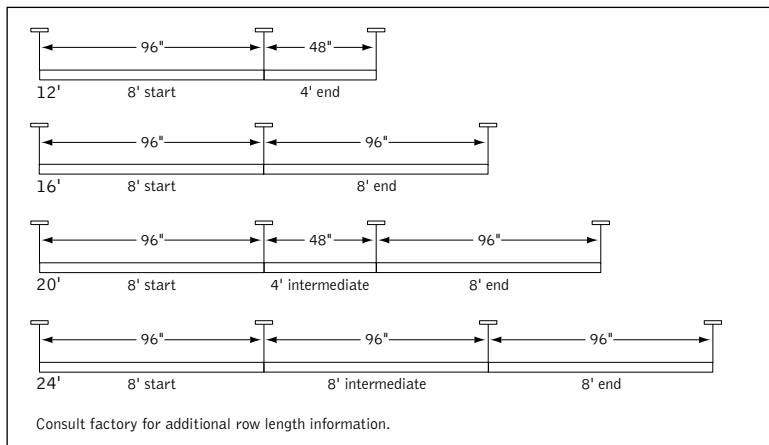 96" 48"
12' 8' start 4' end
96" 96"
16' 8' start 8' end
96" 48" 96"
20' 8' start 4' intermediate 8' end
96" 96" 96"
24' 8' start 8' intermediate 8' end
Consult factory for additional row length information.